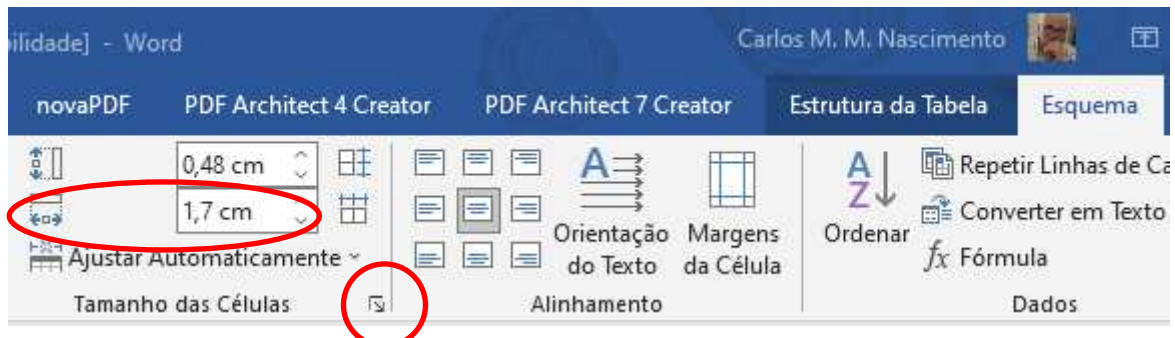 ilidade] - Word Carlos M. M. Nascimento
novaPDF PDF Architect 4 Creator PDF Architect 7 Creator Estrutura da Tabela Esquema
0,48 cm
1,7 cm
Ajustar Automaticamente
Tamanho das Células
Orientação do Texto
Margens da Célula
Alinhamento
A Z
Ordenar
Repetir Linhas de Ca
Converter em Texto
fx Fórmula
Dados